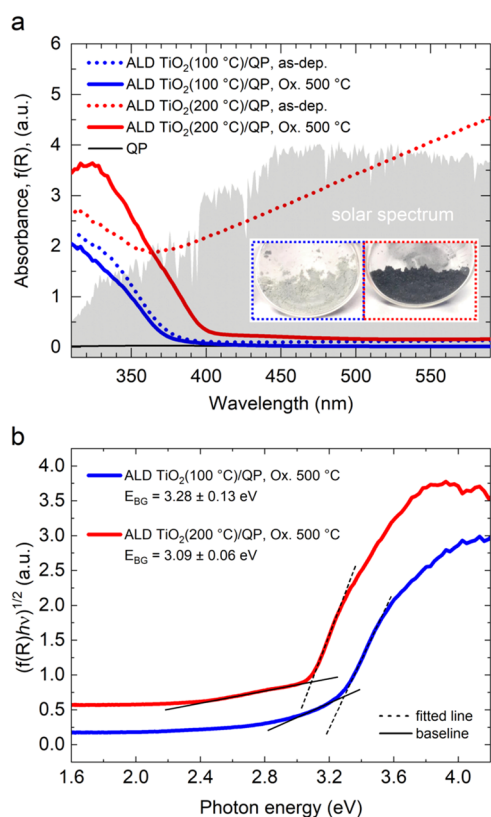 a
6
5
4
3
2
1
0
Absorbance, f(R), (a.u.)
ALD TiO₂(100 °C)/QP, as-dep.
ALD TiO₂(100 °C)/QP, Ox. 500 °C
ALD TiO₂(200 °C)/QP, as-dep.
ALD TiO₂(200 °C)/QP, Ox. 500 °C
QP
solar spectrum
350 400 450 500 550
Wavelength (nm)
b
4.0
3.5
3.0
2.5
2.0
1.5
1.0
0.5
0.0
(f(R)hν)¹ᐟ² (a.u.)
ALD TiO₂(100 °C)/QP, Ox. 500 °C
E_BG = 3.28 ± 0.13 eV
ALD TiO₂(200 °C)/QP, Ox. 500 °C
E_BG = 3.09 ± 0.06 eV
fitted line
baseline
1.6 2.0 2.4 2.8 3.2 3.6 4.0
Photon energy (eV)